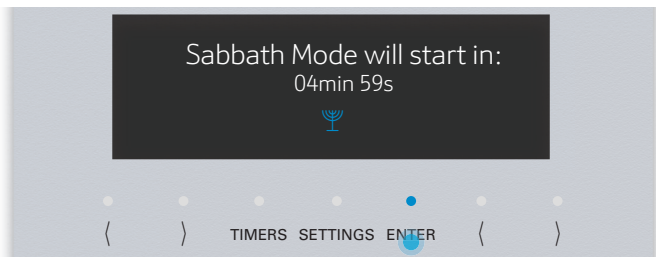 Sabbath Mode will start in:
04min 59s
〈 〉 TIMERS SETTINGS ENTER 〈 〉